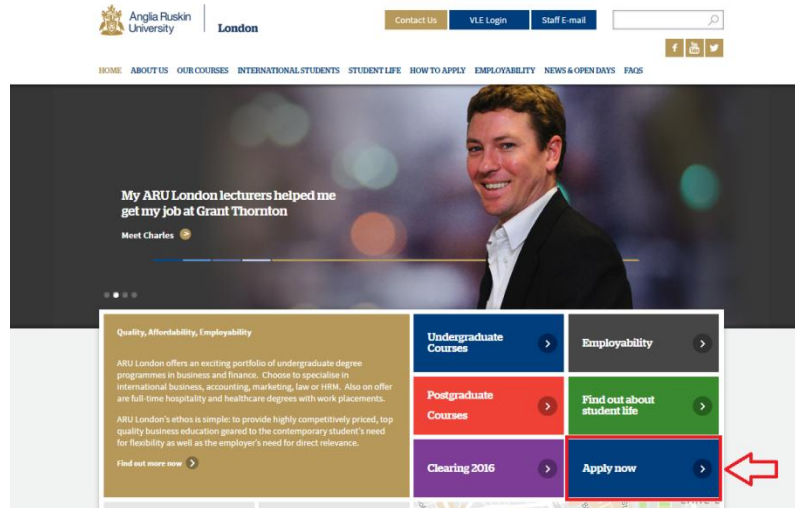 Anglia Ruskin
University
London
Contact Us
VLE Login
Staff E-mail
HOME ABOUT US OUR COURSES INTERNATIONAL STUDENTS STUDENT LIFE HOW TO APPLY EMPLOYABILITY NEWS & OPEN DAYS FAQS
My ARU London lecturers helped me
get my job at Grant Thornton
Meet Charles
Quality, Affordability, Employability
ARU London offers an exciting portfolio of undergraduate degree
programmes in business and finance. Choose to specialise in
international business, accounting, marketing, law or HRM. Also on offer
are full-time hospitality and healthcare degrees with work placements.
ARU London's ethos is simple: to provide highly competitively priced, top
quality business education geared to the contemporary student's need
for flexibility as well as the employer's need for direct relevance.
Find out more now
Undergraduate
Courses
Employability
Postgraduate
Courses
Find out about
student life
Clearing 2016
Apply now